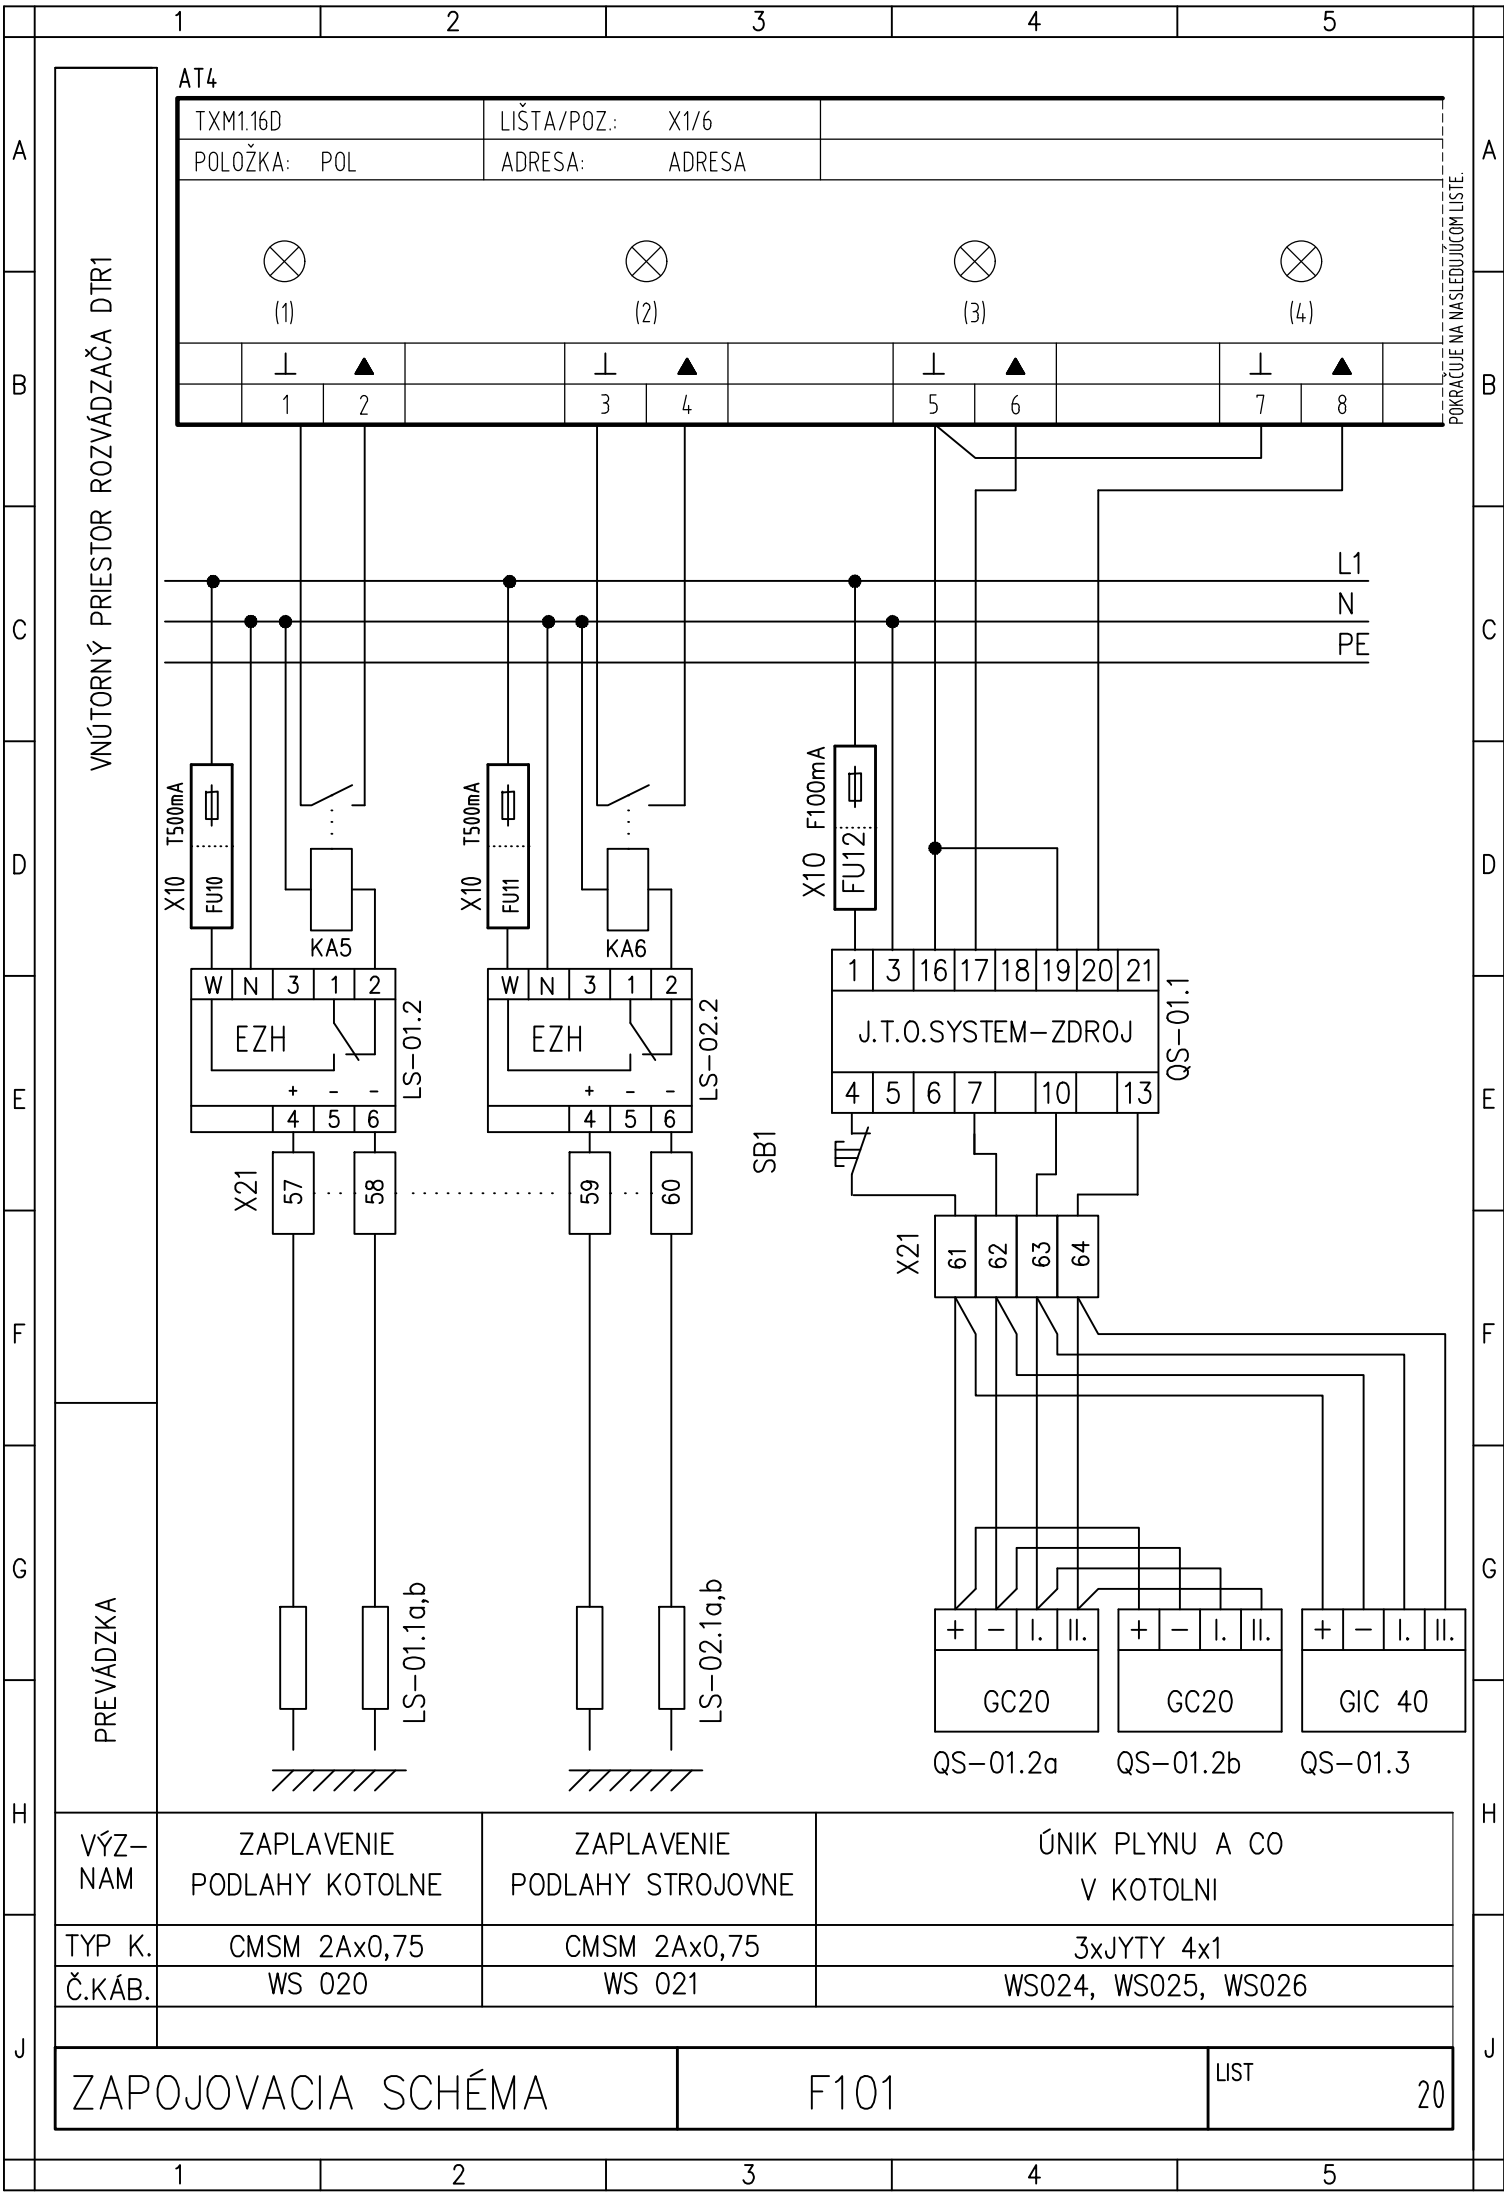 1 2 3 4 5
AT4
TXM1.16D LIŠTA/POZ.: X1/6
POLOŽKA: POL ADRESA: ADRESA
A A
POKRAČUJE NA NASLEDUJÚCOM LISTE.
VNÚTORNÝ PRIESTOR ROZVÁDZAČA DTR1
(1) (2) (3) (4)
B B
1 2 3 4 5 6 7 8
L1
N
PE
C C
X10 T500mA
FU10
X10 T500mA
FU11
X10 F100mA
FU12
D D
KA5 KA6
W N 3 1 2 W N 3 1 2 1 3 16 17 18 19 20 21
EZH EZH J.T.O.SYSTEM-ZDROJ
LS-01.2
LS-02.2
QS-01.1
+ - - + - -
4 5 6 4 5 6 4 5 6 7 10 13
E E
SB1
X21 57 58 59 60
X21 61 62 63 64
F F
G G
PREVÁDZKA
LS-01.1a,b
LS-02.1a,b
+ − I. II. + − I. II. + − I. II.
GC20 GC20 GIC 40
QS-01.2a QS-01.2b QS-01.3
H H
VÝZ-
NAM
ZAPLAVENIE
PODLAHY KOTOLNE
ZAPLAVENIE
PODLAHY STROJOVNE
ÚNIK PLYNU A CO
V KOTOLNI
TYP K. CMSM 2Ax0,75 CMSM 2Ax0,75 3xJYTY 4x1
Č.KÁB. WS 020 WS 021 WS024, WS025, WS026
J J
ZAPOJOVACIA SCHÉMA F101 LIST 20
1 2 3 4 5